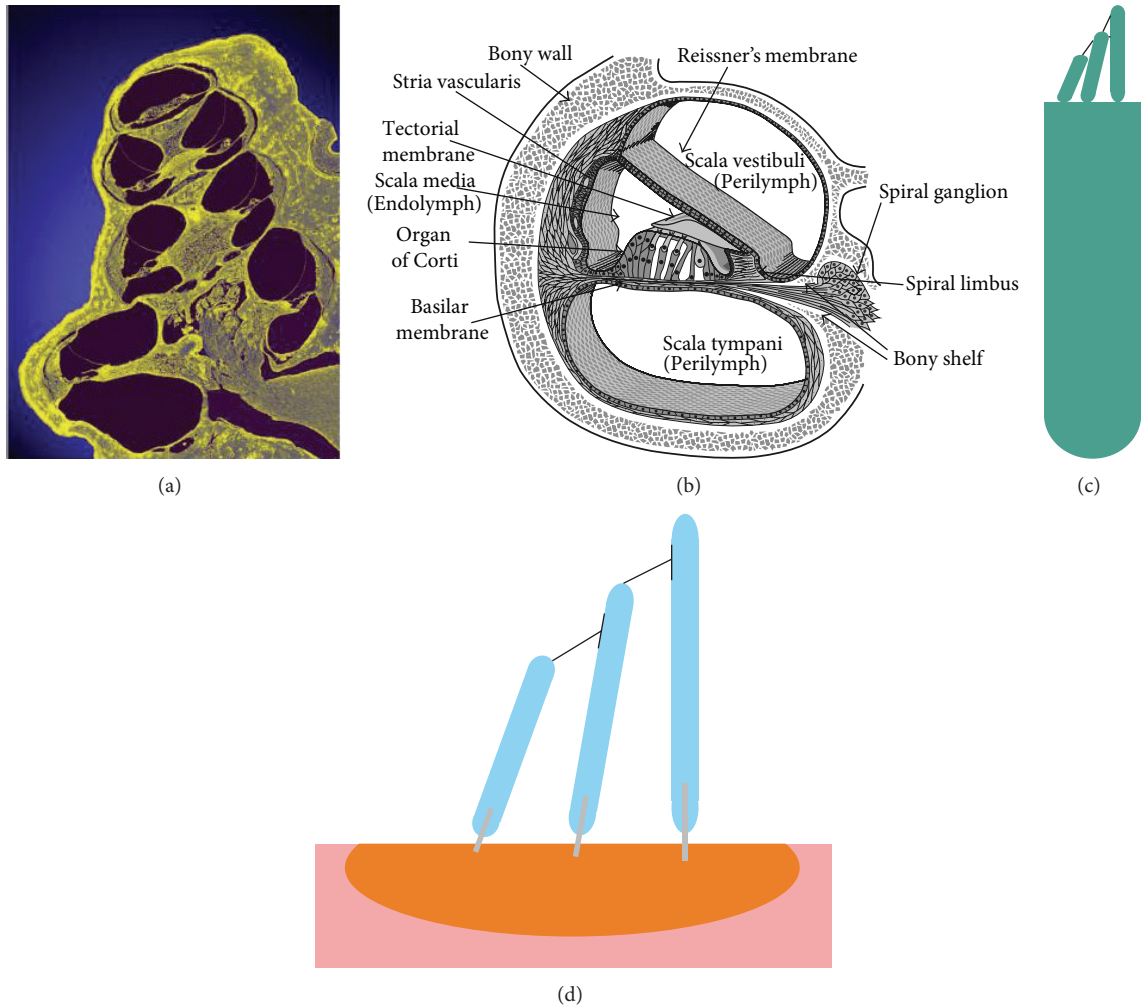 Bony wall
Stria vascularis
Tectorial
membrane
Scala media
(Endolymph)
Organ
of Corti
Basilar
membrane
Reissner's membrane
Scala vestibuli
(Perilymph)
Spiral ganglion
Spiral limbus
Scala tympani
(Perilymph)
Bony shelf
(a)
(b)
(c)
(d)